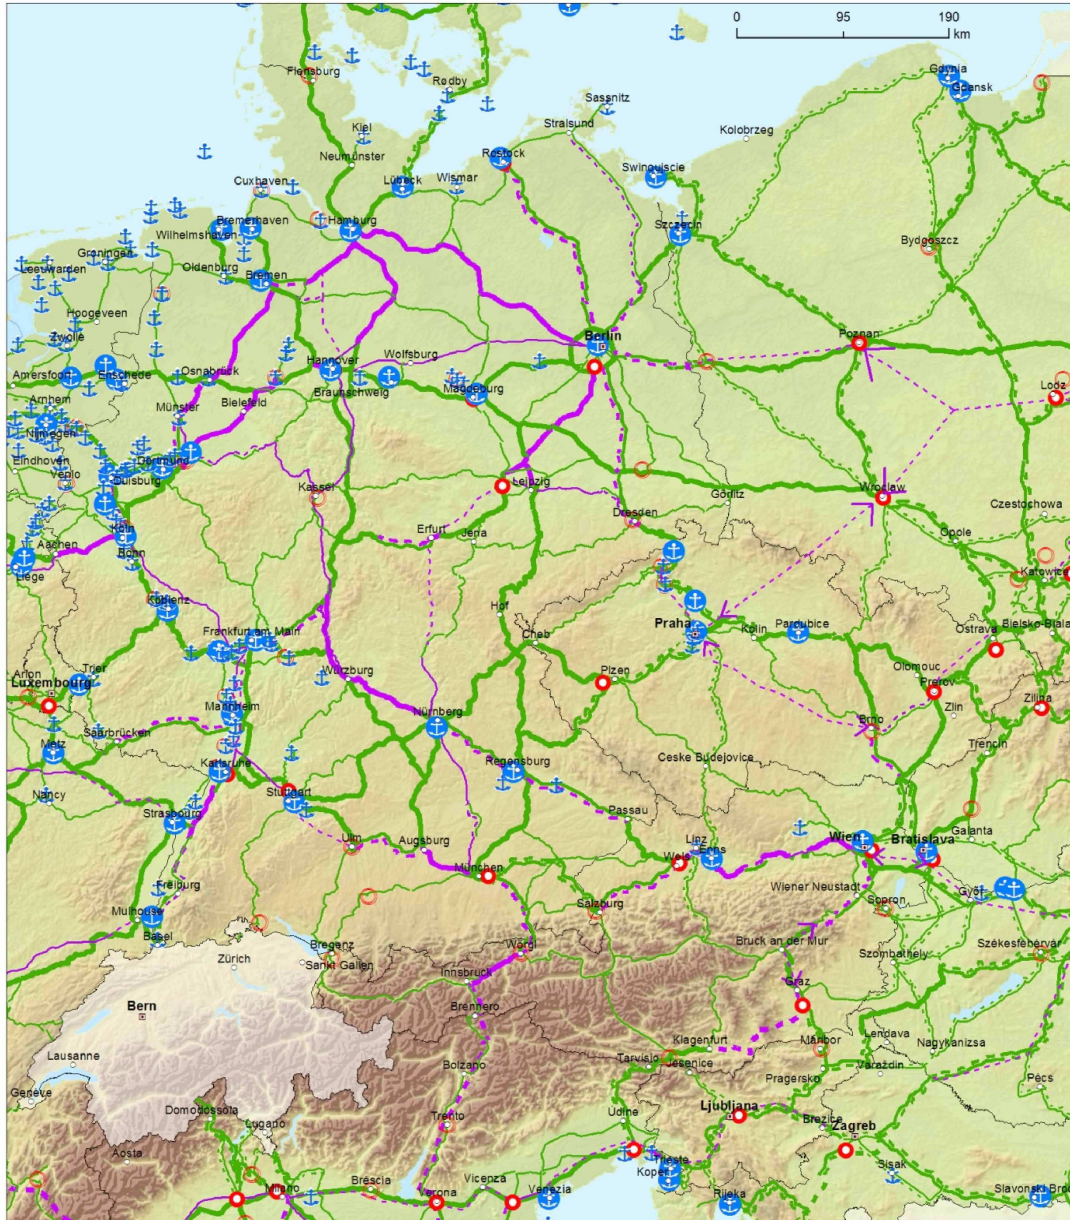 0 95 190
km
Gdynia
Gdansk
Flensburg
Rødby
Sassnitz
Stralsund
Kolobrzeg
Kiel
Neumünster
Rostock
Swinoujscie
Cuxhaven
Lübeck
Wismar
Bremerhaven
Hamburg
Szczecin
Wilhelmshaven
Bydgoszcz
Groningen
Leeuwarden
Oldenburg
Bremen
Hoogeveen
Zwolle
Berlin
Poznan
Hannover
Wolfsburg
Amersfoort
Enschede
Osnabrück
Braunschweig
Magdeburg
Lodz
Arnhem
Münster
Bielefeld
Nijmegen
Eindhoven
Dortmund
Venlo
Duisburg
Kassel
Leipzig
Görlitz
Wroclaw
Czestochowa
Dresden
Köln
Erfurt
Jena
Opole
Aachen
Bonn
Liège
Katowice
Koblenz
Hof
Praha
Kolin
Pardubice
Ostrava
Bielsko-Biala
Frankfurt am Main
Cheb
Arlon
Trier
Luxembourg
Würzburg
Plzen
Olomouc
Prerov
Zilina
Mannheim
Zlin
Nürnberg
Brno
Saarbrücken
Metz
Trencin
Karlsruhe
Regensburg
Ceske Budejovice
Nancy
Stuttgart
Strasbourg
Passau
Ulm
Augsburg
Linz
Enns
Wien
Bratislava
Galanta
München
Wels
Freiburg
Wiener Neustadt
Györ
Sopron
Mulhouse
Salzburg
Basel
Bregenz
Wörgl
Bruck an der Mur
Szombathely
Székesfehérvár
Zürich
Sankt Gallen
Innsbruck
Graz
Bern
Brennero
Klagenfurt
Maribor
Lendava
Nagykanizsa
Lausanne
Tarvisio
Jesenice
Bolzano
Pragersko
Varaždin
Pécs
Genève
Domodossola
Trento
Udine
Ljubljana
Brezice
Zagreb
Lugano
Aosta
Trieste
Koper
Sisak
Milano
Brescia
Verona
Vicenza
Venezia
Rijeka
Slavonski Brod